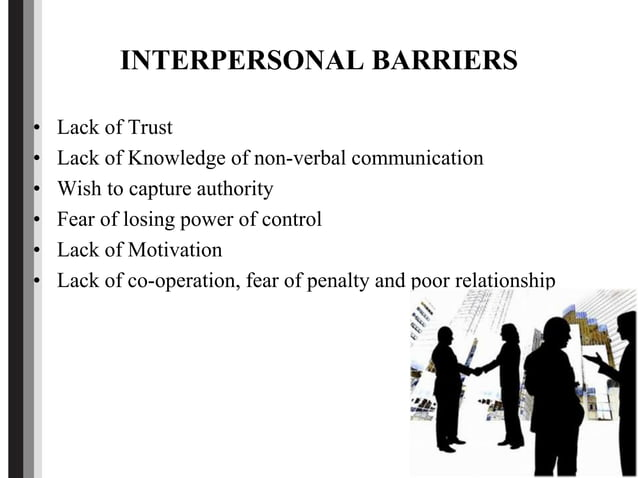 INTERPERSONAL BARRIERS
• Lack of Trust
• Lack of Knowledge of non-verbal communication
• Wish to capture authority
• Fear of losing power of control
• Lack of Motivation
• Lack of co-operation, fear of penalty and poor relationship